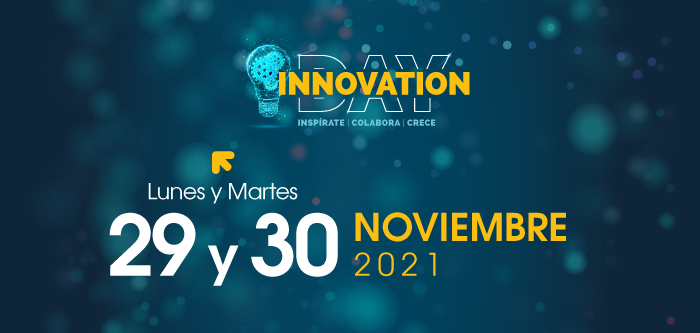 DAY
INNOVATION
INSPÍRATE | COLABORA | CRECE
Lunes y Martes
29 y 30 NOVIEMBRE
2021